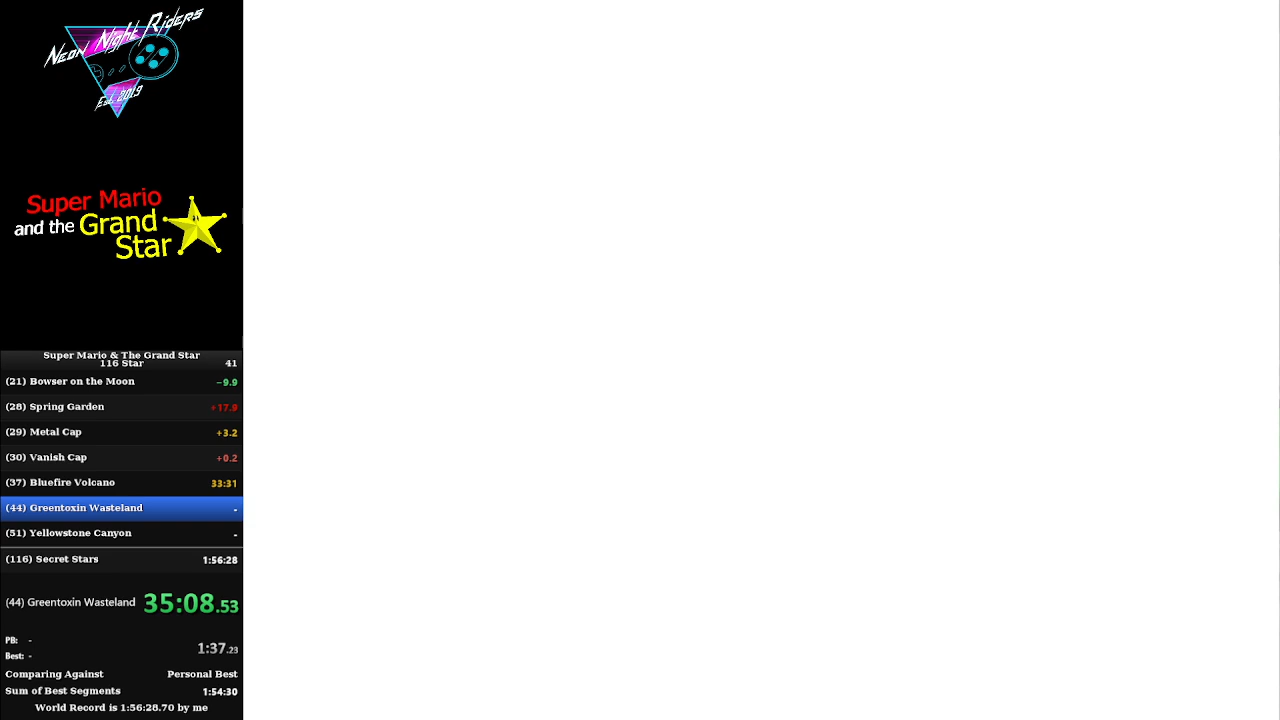 Neon Night Riders
Est. 2019
Super Mario
and the Grand
Star
Super Mario & The Grand Star
116 Star 41
(21) Bowser on the Moon −9.9
(28) Spring Garden +17.9
(29) Metal Cap +3.2
(30) Vanish Cap +0.2
(37) Bluefire Volcano 33:31
(44) Greentoxin Wasteland -
(51) Yellowstone Canyon -
(116) Secret Stars 1:56:28
(44) Greentoxin Wasteland 35:08.53
PB: -
1:37.23
Best: -
Comparing Against Personal Best
Sum of Best Segments 1:54:30
World Record is 1:56:28.70 by me